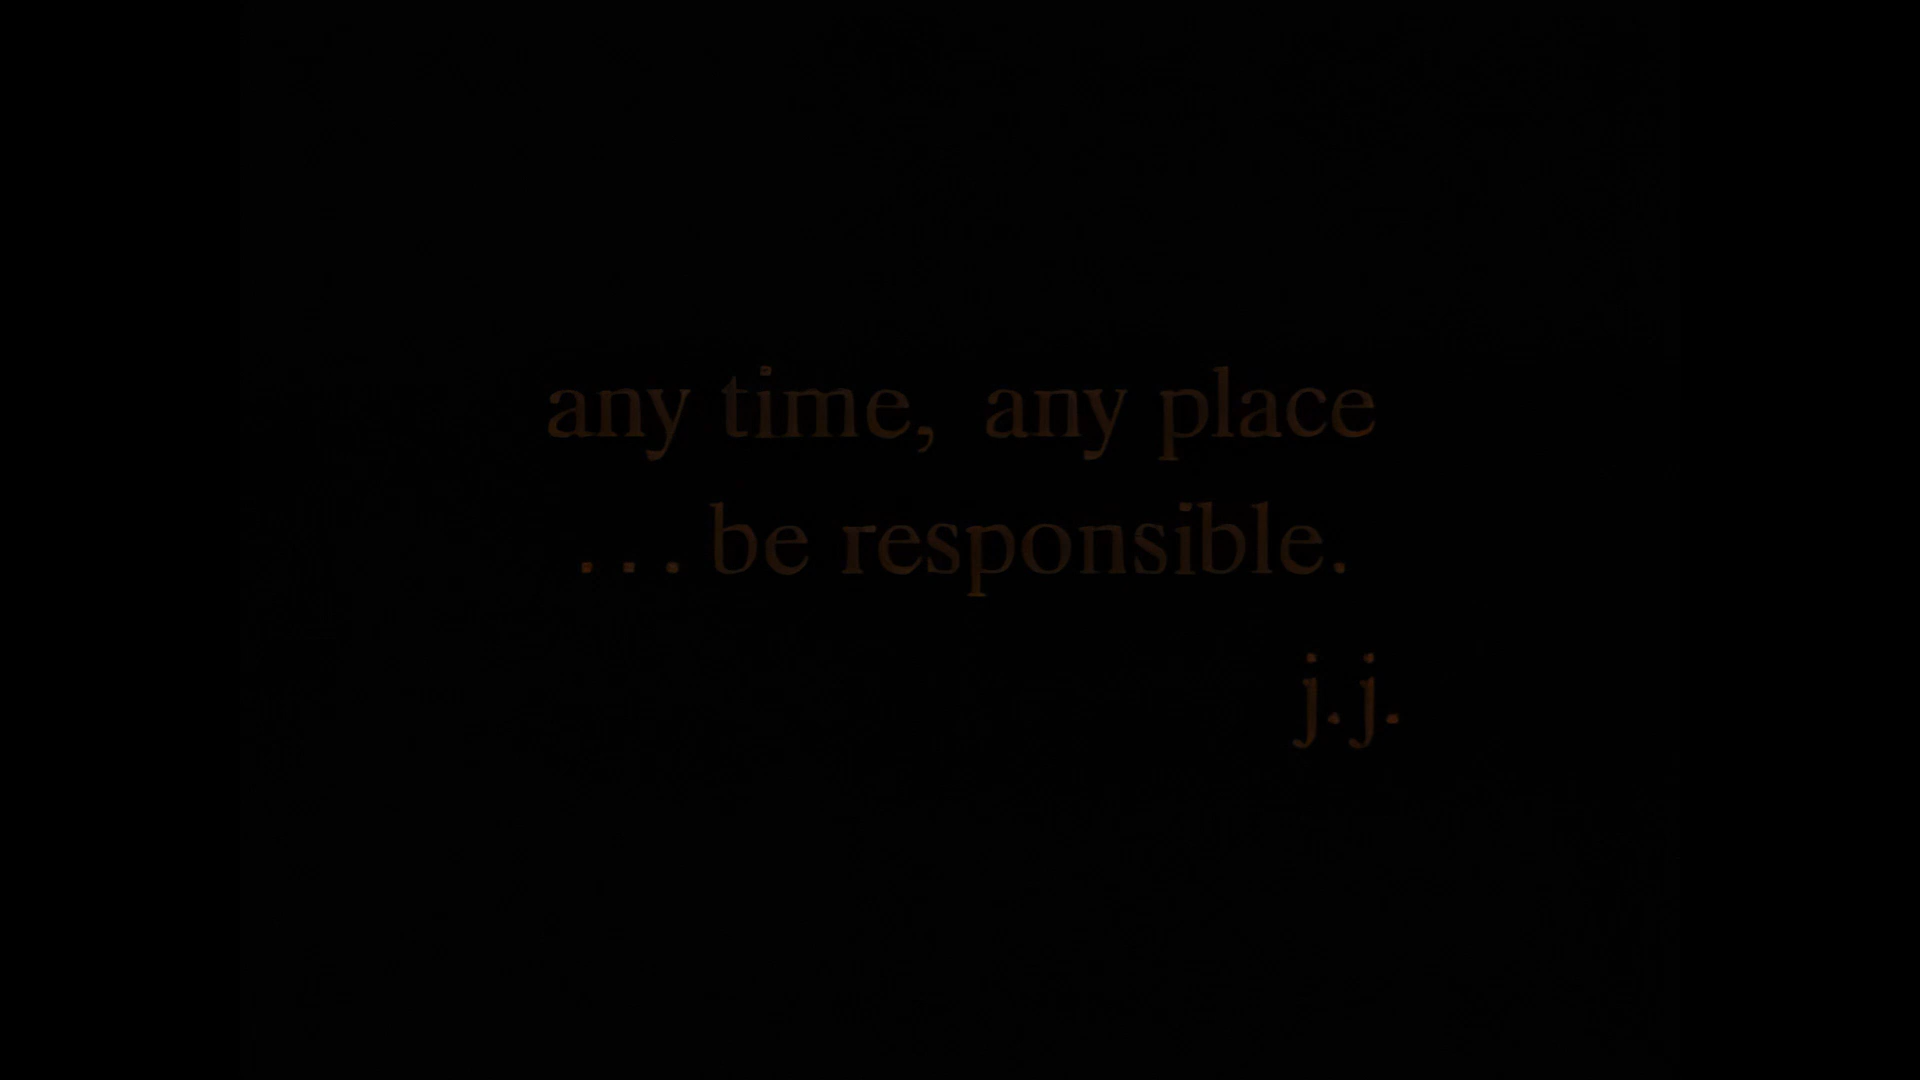 any time, any place
... be responsible.
j.j.